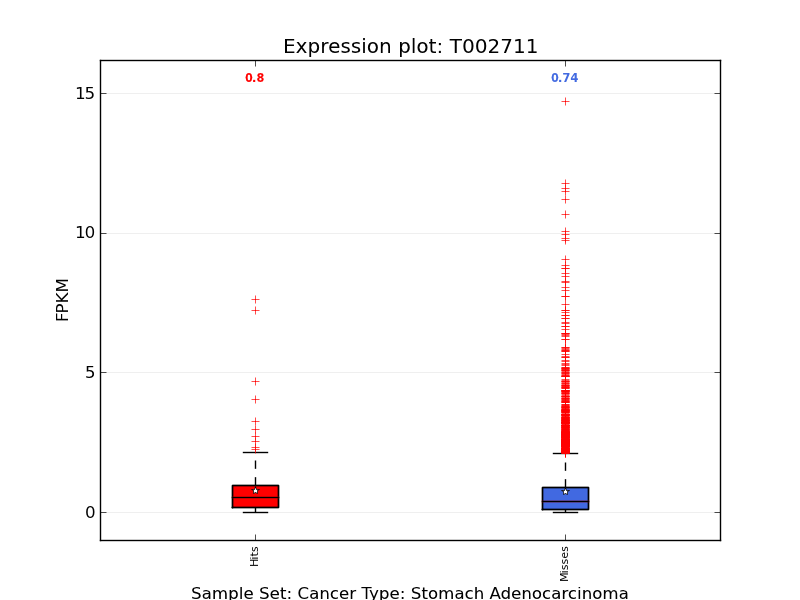 Expression plot: T002711
0.8 0.74
15
10
5
0
FPKM
Hits Misses
Sample Set: Cancer Type: Stomach Adenocarcinoma